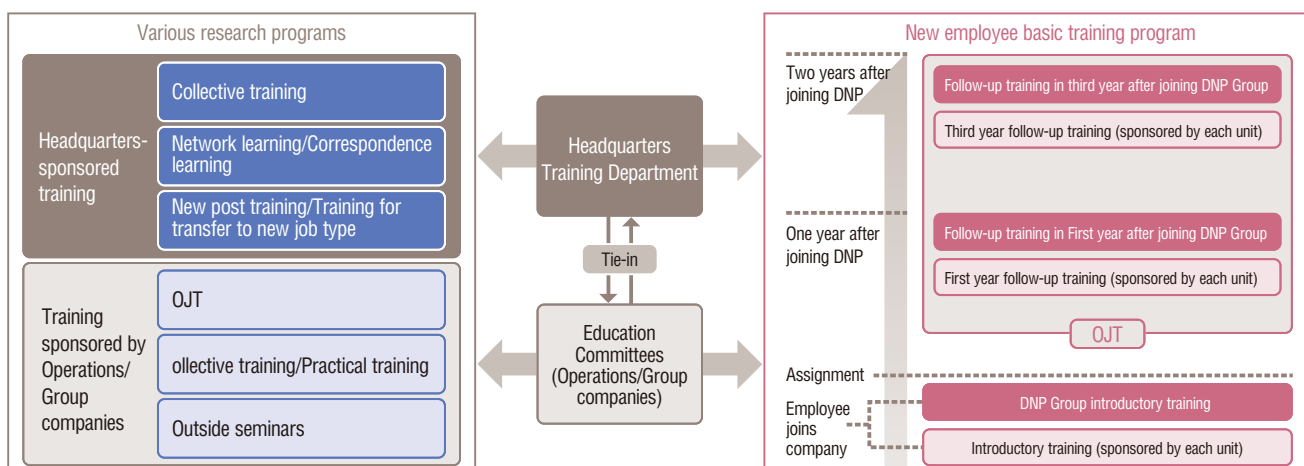 Various research programs
Headquarters-
sponsored
training
Collective training
Network learning/Correspondence
learning
New post training/Training for
transfer to new job type
Training
sponsored by
Operations/
Group
companies
OJT
ollective training/Practical training
Outside seminars
Headquarters
Training Department
Tie-in
Education
Committees
(Operations/Group
companies)
New employee basic training program
Two years after
joining DNP
Follow-up training in third year after joining DNP Group
Third year follow-up training (sponsored by each unit)
One year after
joining DNP
Follow-up training in First year after joining DNP Group
First year follow-up training (sponsored by each unit)
OJT
Assignment
Employee
joins
company
DNP Group introductory training
Introductory training (sponsored by each unit)